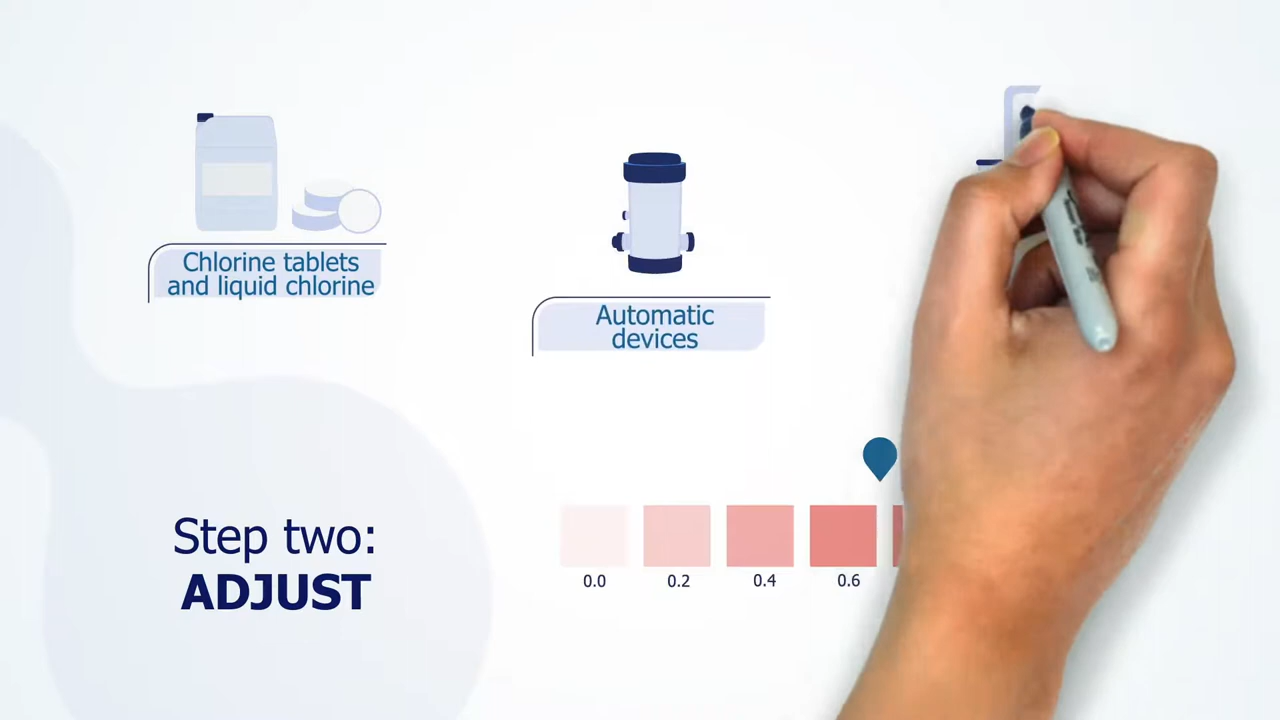 Chlorine tablets
and liquid chlorine
Automatic
devices
Step two:
ADJUST
0.0
0.2
0.4
0.6